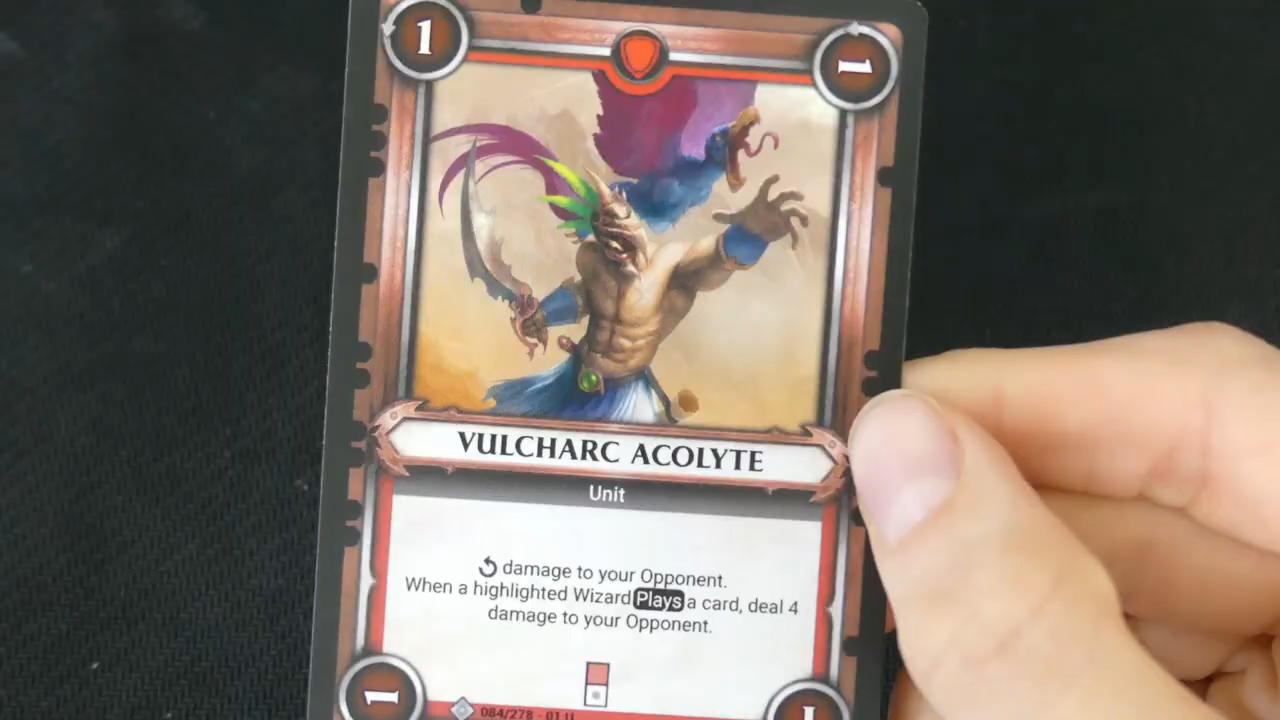 1
1
VULCHARC ACOLYTE
Unit
damage to your Opponent.
When a highlighted Wizard Plays a card, deal 4
damage to your Opponent.
1
084/278 - 01 U
1